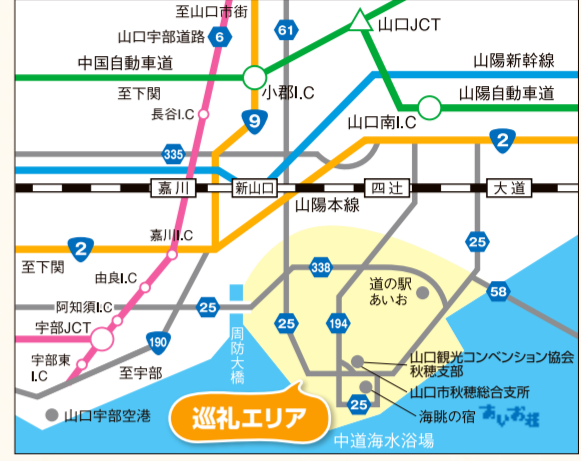 至山口市街
61
山口JCT
山口宇部道路
6
中国自動車道
山陽新幹線
小郡I.C
至下関
山陽自動車道
長谷I.C
9
山口南I.C
2
335
嘉川
新山口
四辻
大道
山陽本線
嘉川I.C
2
25
至下関
338
由良I.C
道の駅
あいお
58
阿知須I.C
25
25
194
宇部JCT
190
周防大橋
宇部東
I.C
至宇部
山口観光コンベンション協会
秋穂支部
山口市秋穂総合支所
25
海眺の宿 あいお荘
山口宇部空港
巡礼エリア
中道海水浴場